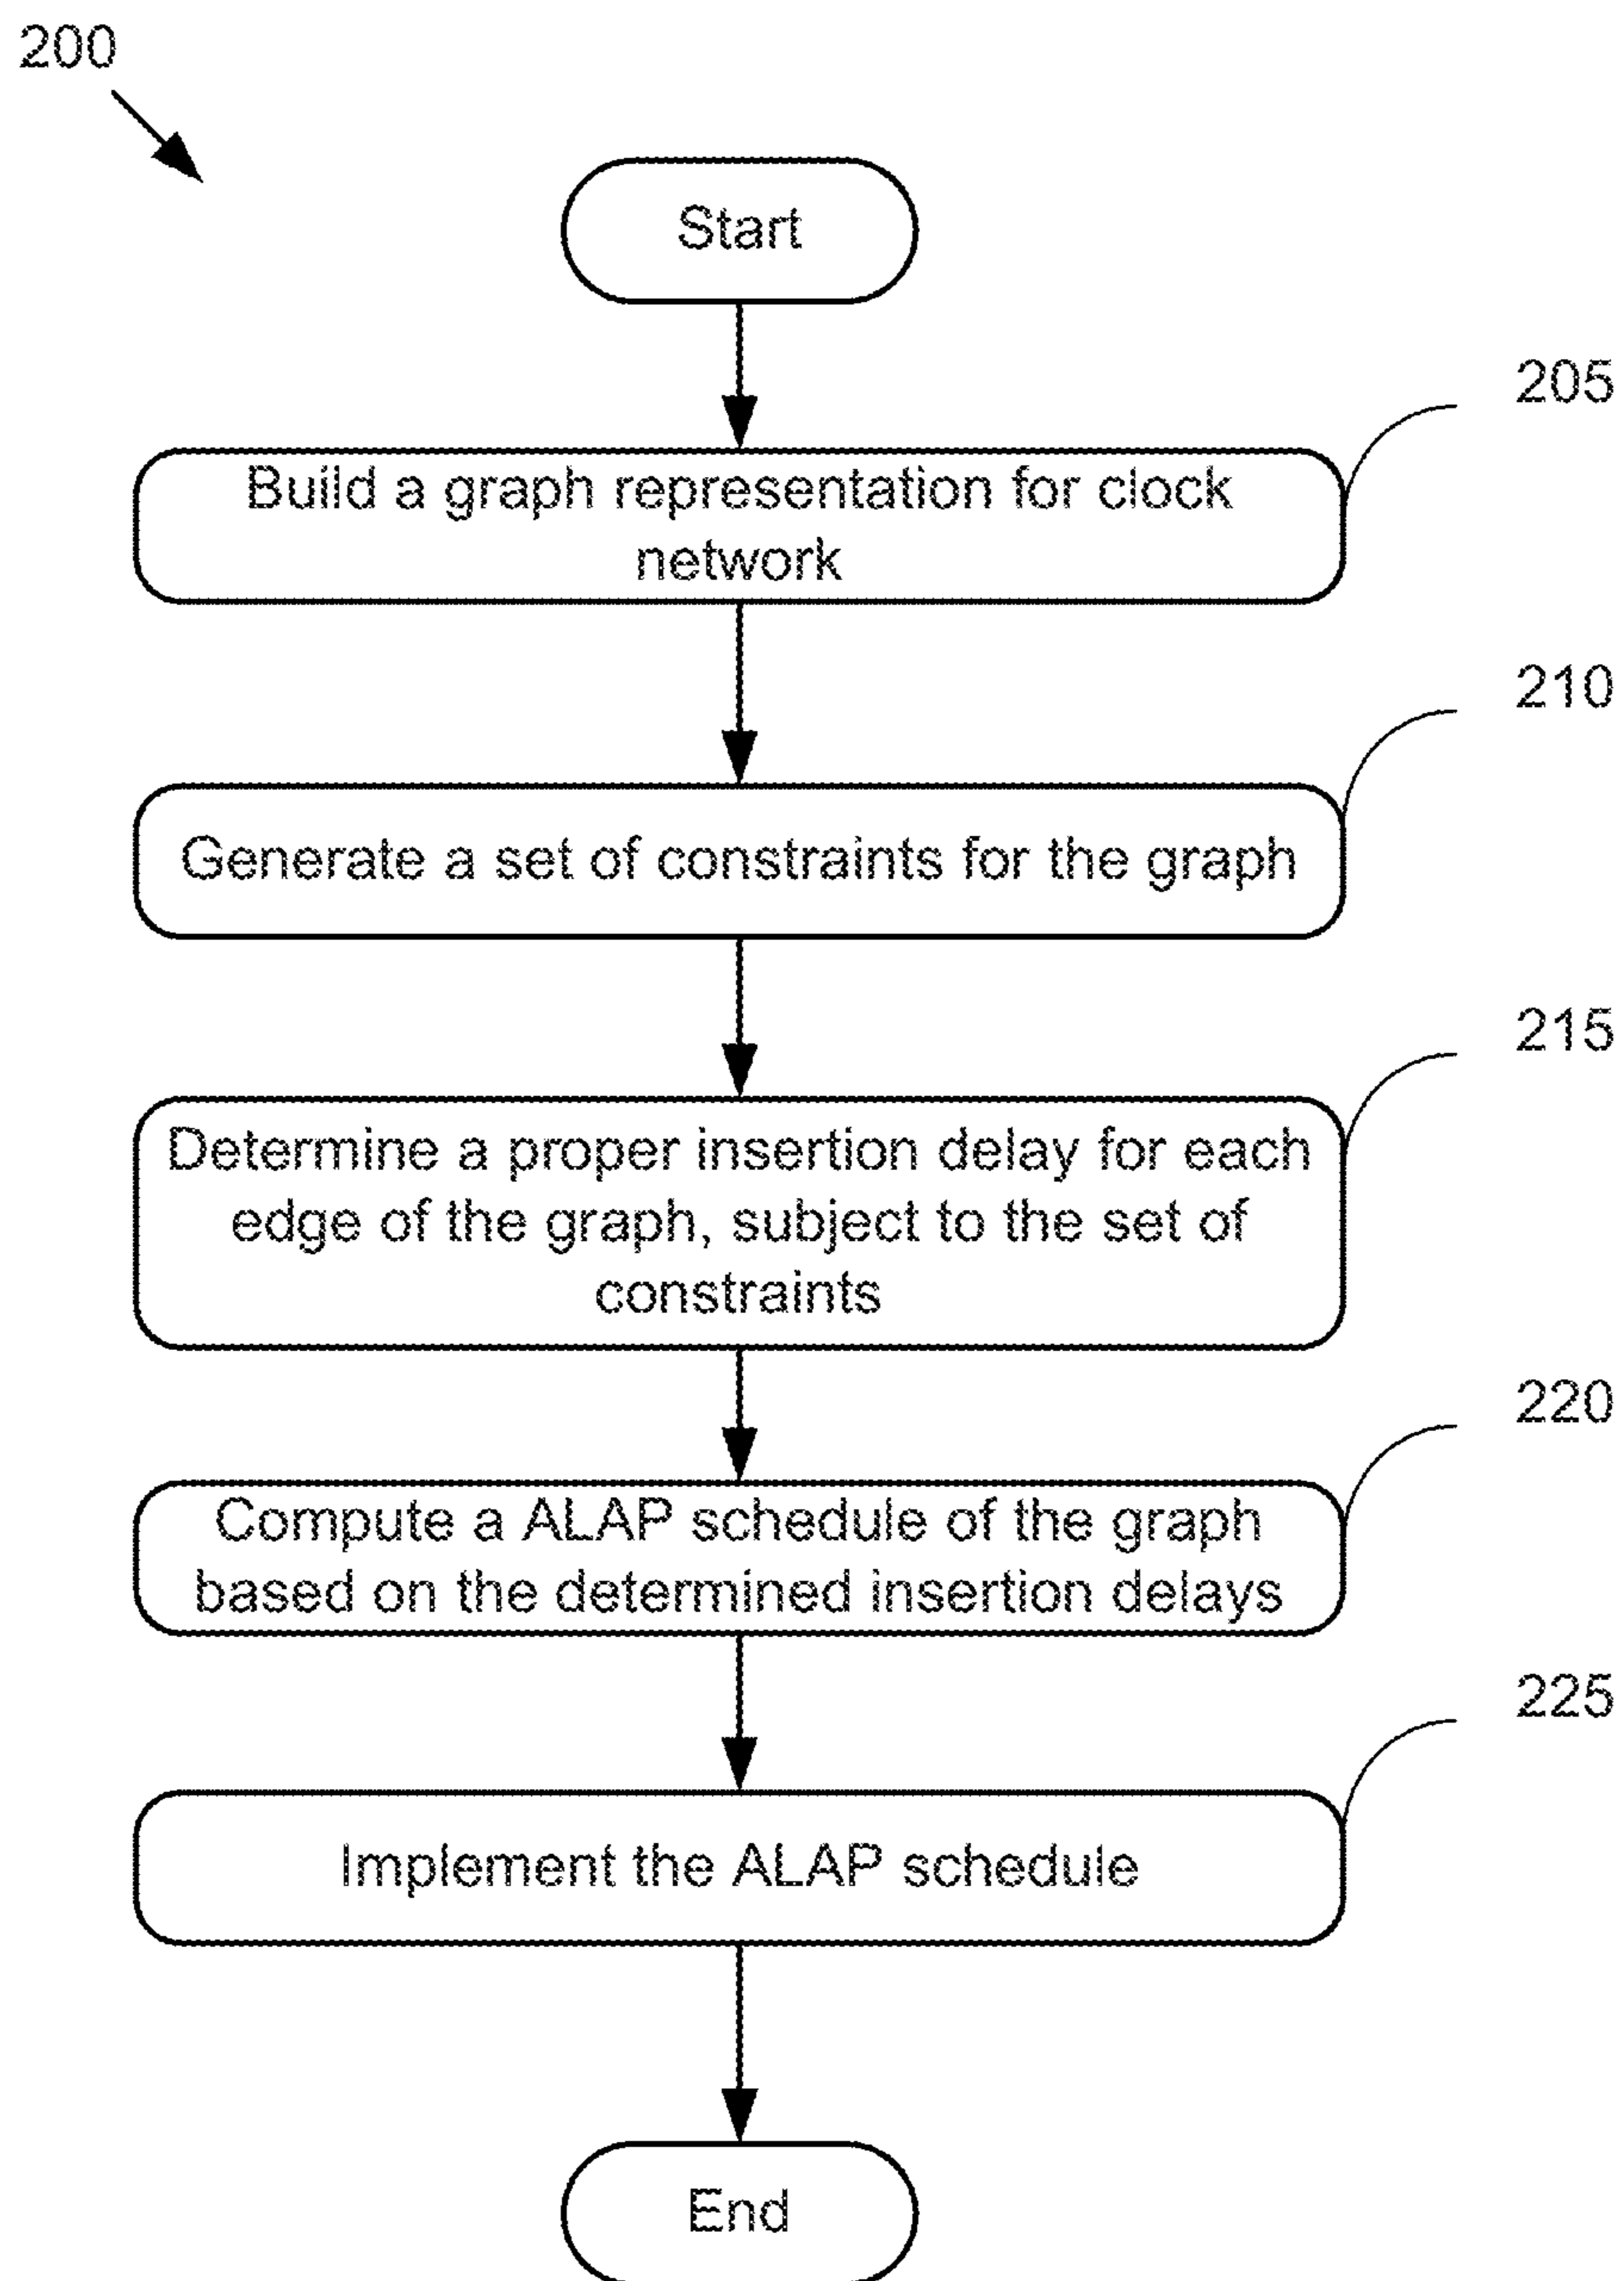 200
Start
205
Build a graph representation for clock
network
210
Generate a set of constraints for the graph
215
Determine a proper insertion delay for each
edge of the graph, subject to the set of
constraints
220
Compute a ALAP schedule of the graph
based on the determined insertion delays
225
Implement the ALAP schedule
End